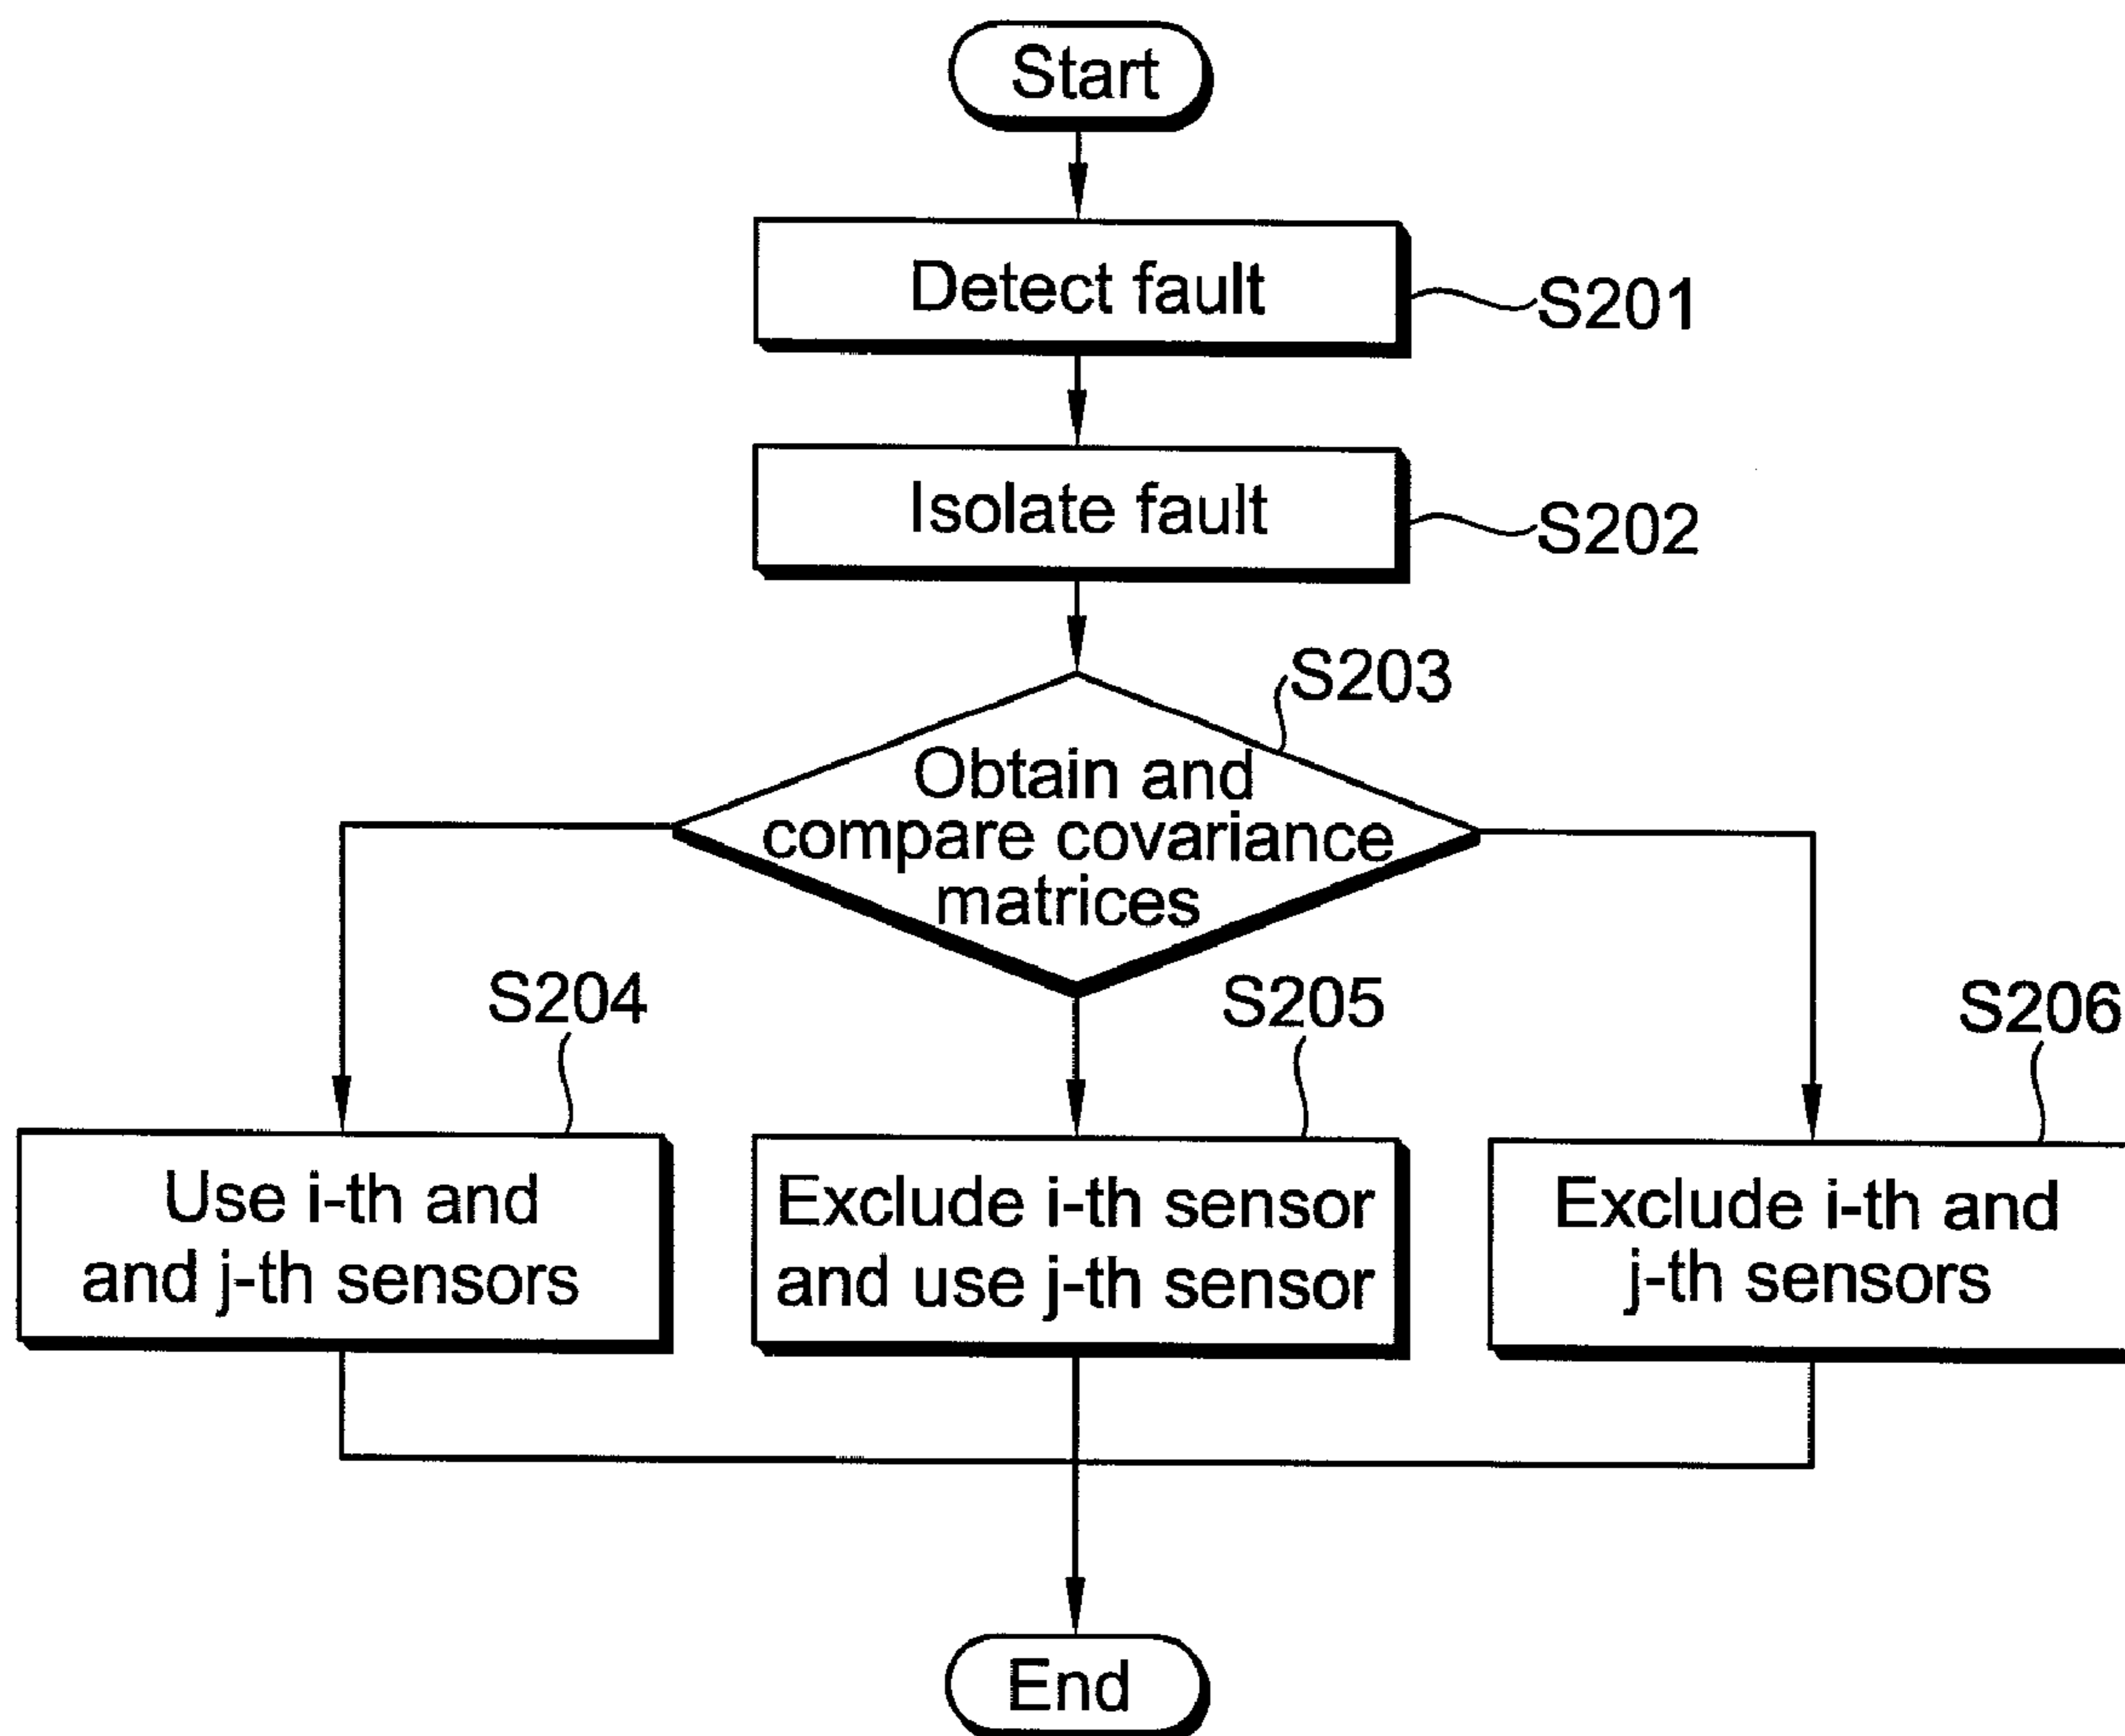 Start
Detect fault
S201
Isolate fault
S202
S203
Obtain and
compare covariance
matrices
S204
S205
S206
Use i-th and
and j-th sensors
Exclude i-th sensor
and use j-th sensor
Exclude i-th and
j-th sensors
End